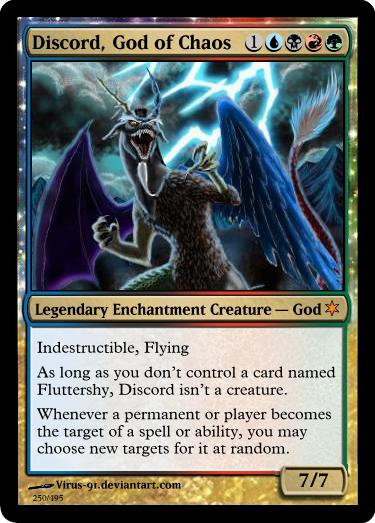 Discord, God of Chaos 1
Legendary Enchantment Creature — God
Indestructible, Flying
As long as you don't control a card named
Fluttershy, Discord isn't a creature.
Whenever a permanent or player becomes
the target of a spell or ability, you may
choose new targets for it at random.
7/7
Virus-91.deviantart.com
250/495